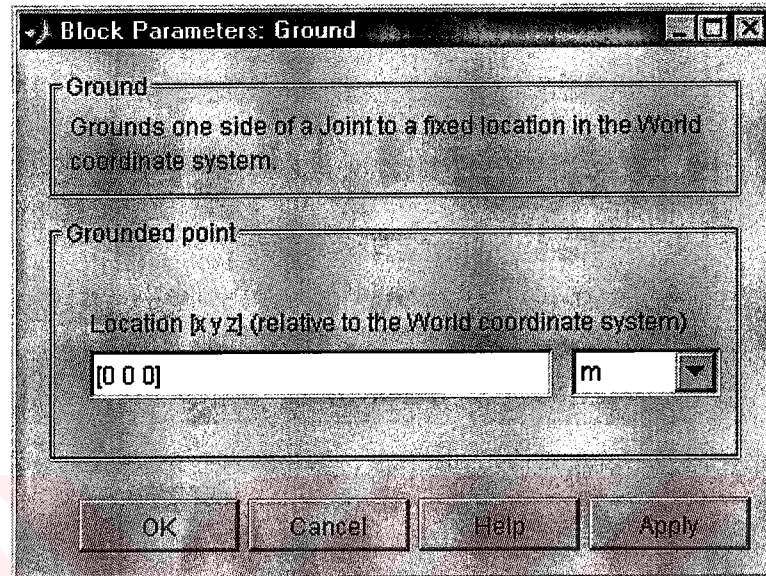 Block Parameters: Ground
Ground
Grounds one side of a Joint to a fixed location in the World
coordinate system.
Grounded point
Location [x y z] (relative to the World coordinate system)
[0 0 0]
m
OK
Cancel
Help
Apply